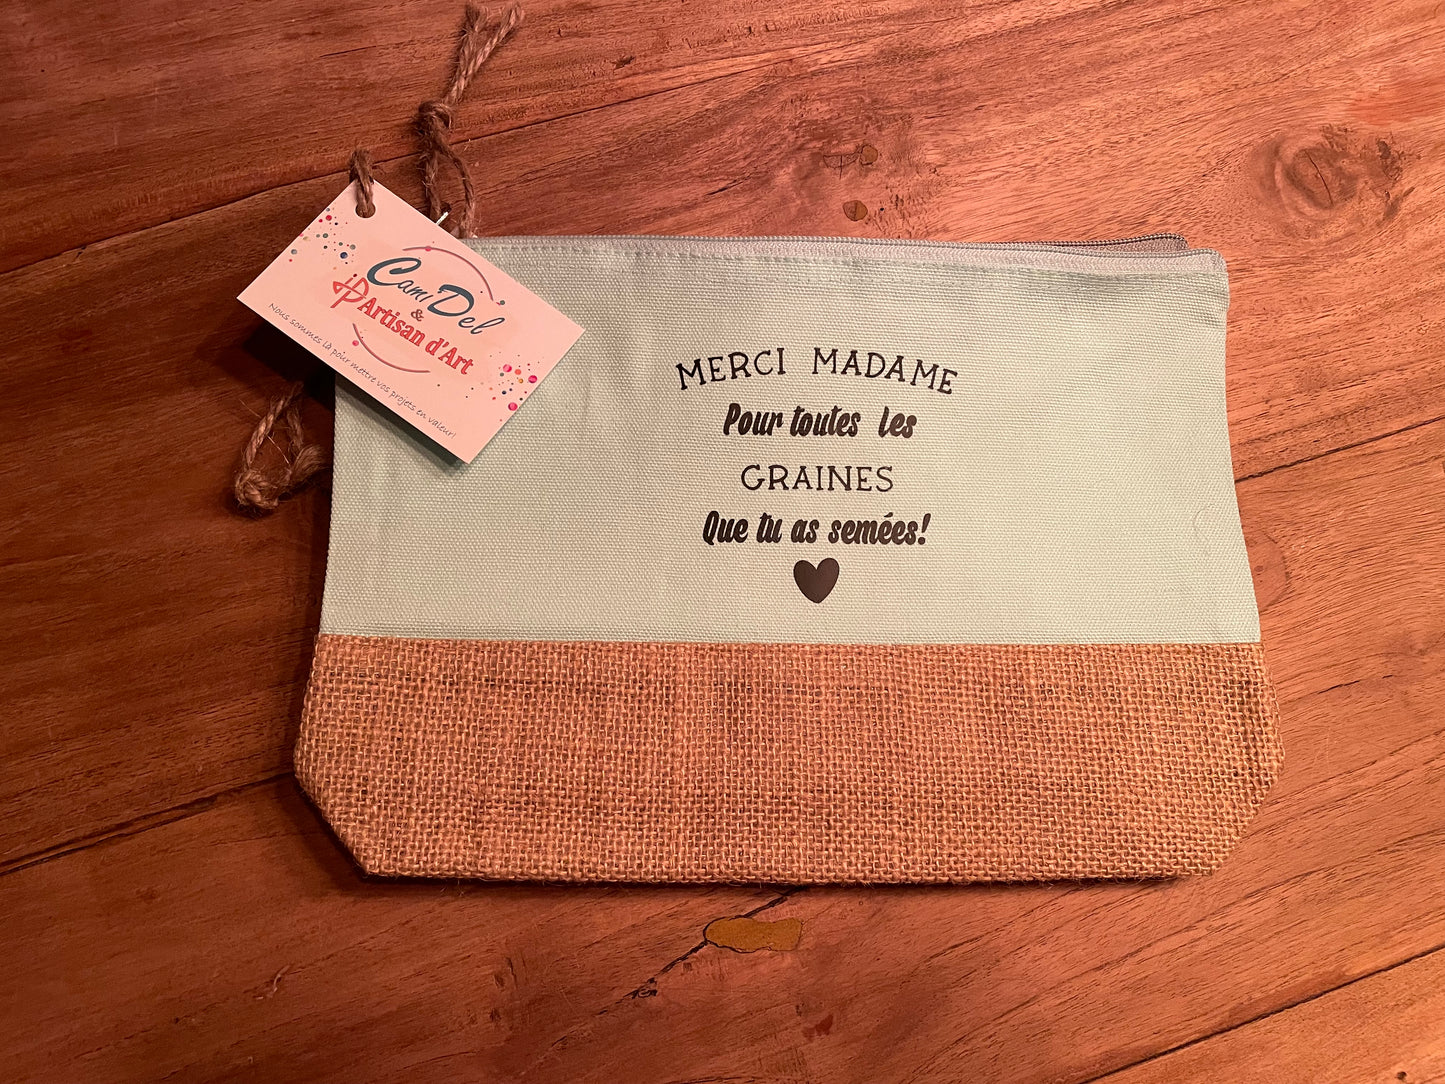 Cami Del
&
Artisan d'Art
Nous sommes là pour mettre vos projets en valeur!
MERCI MADAME
Pour toutes les
GRAINES
Que tu as semées!